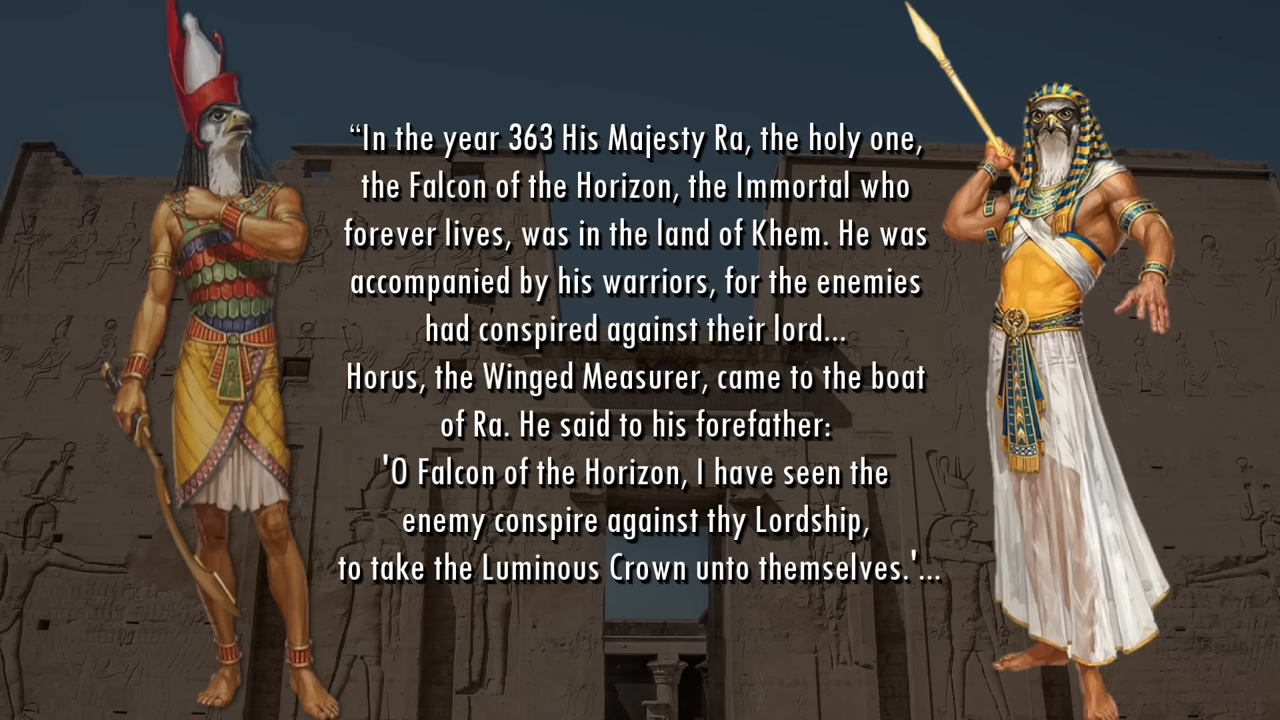 “In the year 363 His Majesty Ra, the holy one,
the Falcon of the Horizon, the Immortal who
forever lives, was in the land of Khem. He was
accompanied by his warriors, for the enemies
had conspired against their lord...
Horus, the Winged Measurer, came to the boat
of Ra. He said to his forefather:
'O Falcon of the Horizon, I have seen the
enemy conspire against thy Lordship,
to take the Luminous Crown unto themselves.'...